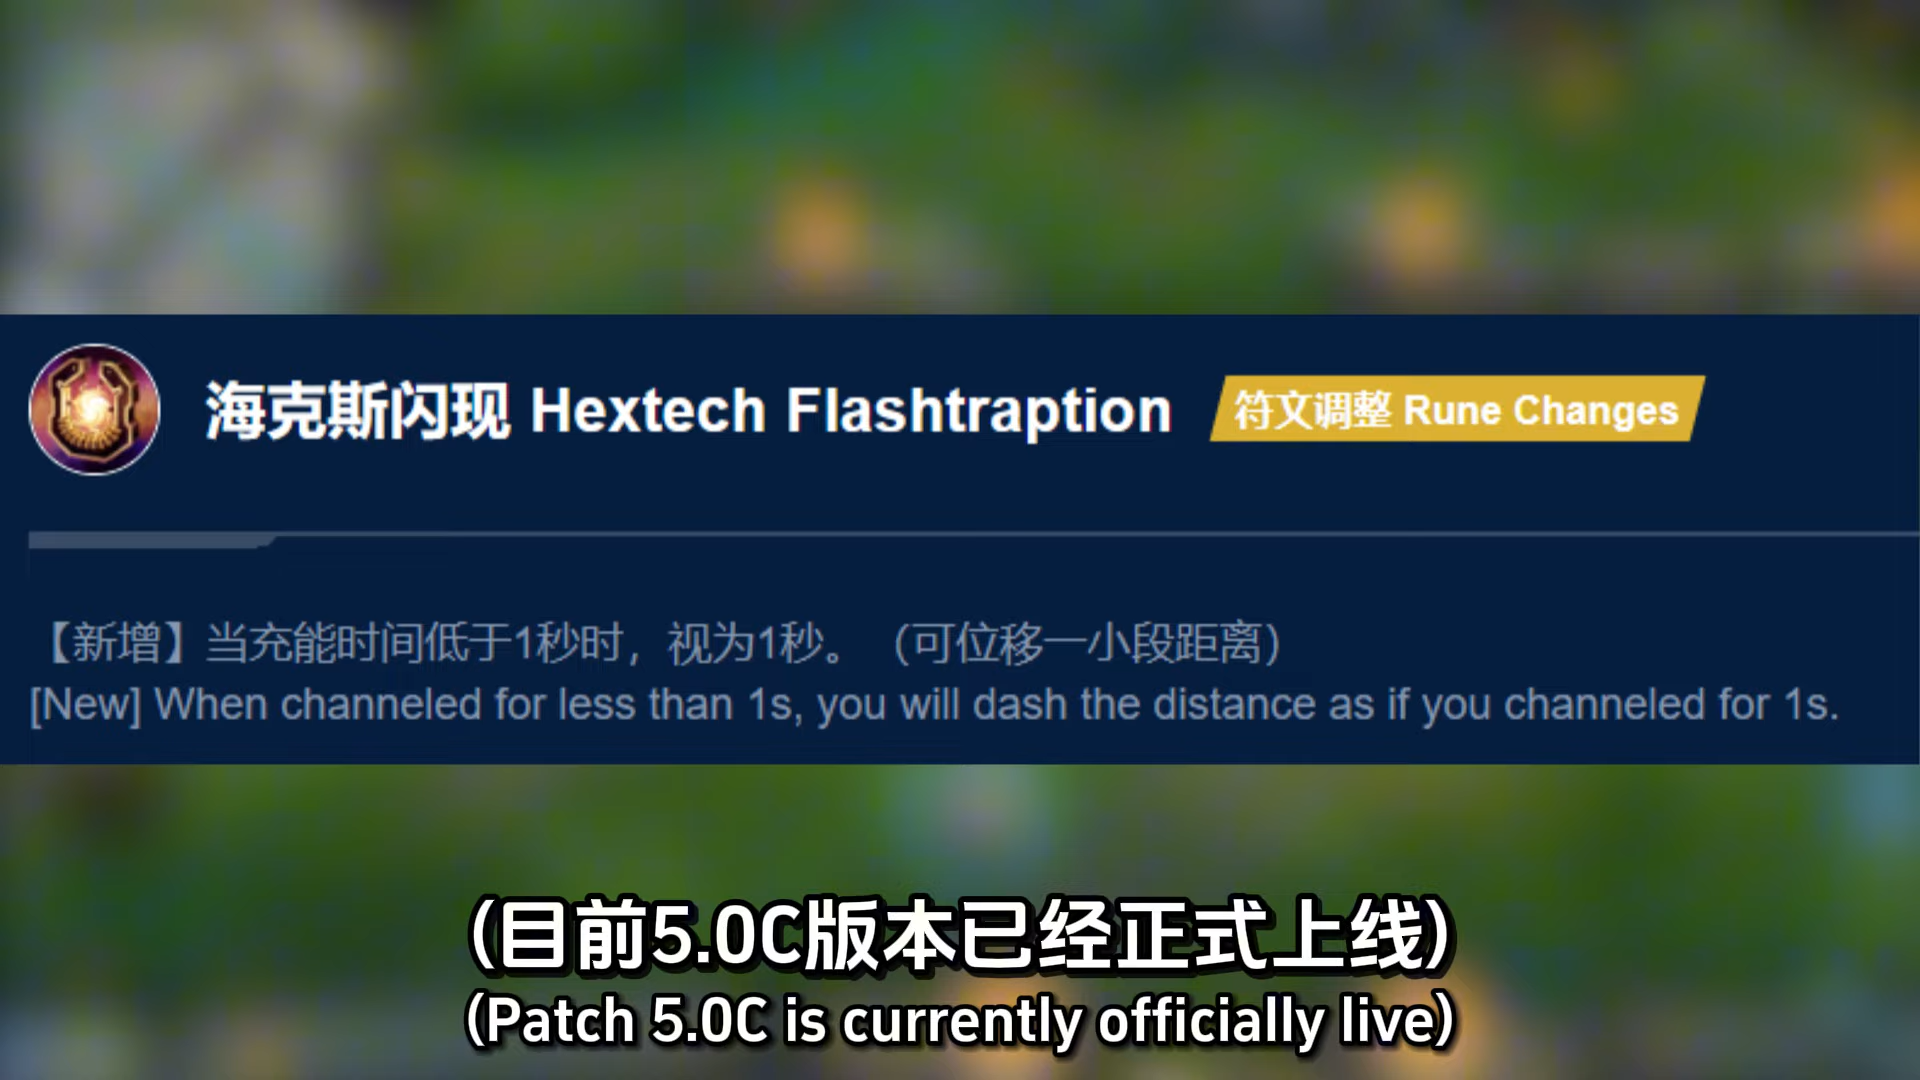 海克斯闪现 Hextech Flashtraption
符文调整 Rune Changes
【新增】当充能时间低于1秒时，视为1秒。（可位移一小段距离）
[New] When channeled for less than 1s, you will dash the distance as if you channeled for 1s.
(目前5.0C版本已经正式上线)
(Patch 5.0C is currently officially live)